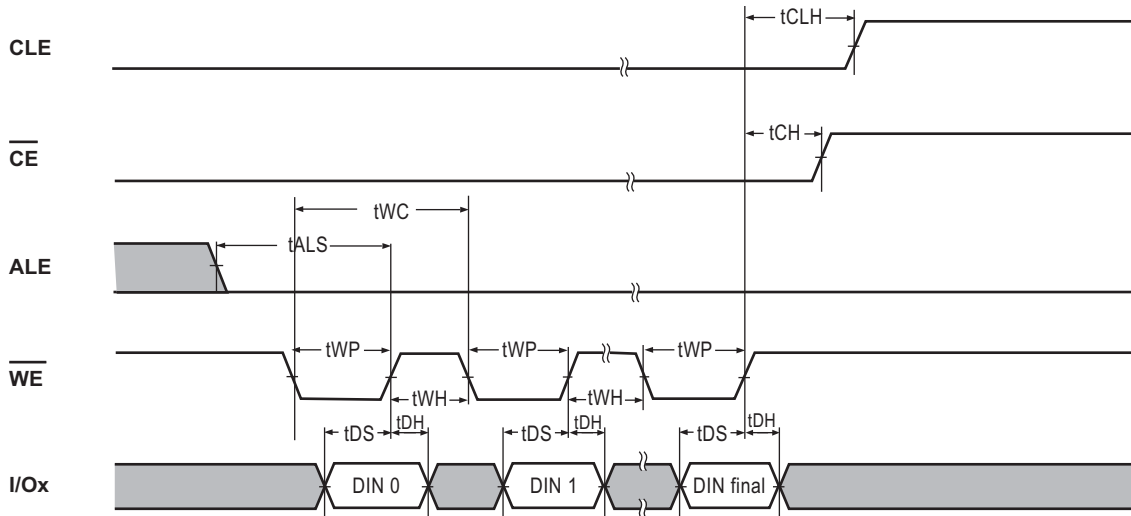 tCLH
CLE
tCH
CE
tWC
tALS
ALE
tWP tWP tWP
WE
tWH tWH
tDS tDH tDS tDH tDS tDH
I/Ox DIN 0 DIN 1 DIN final